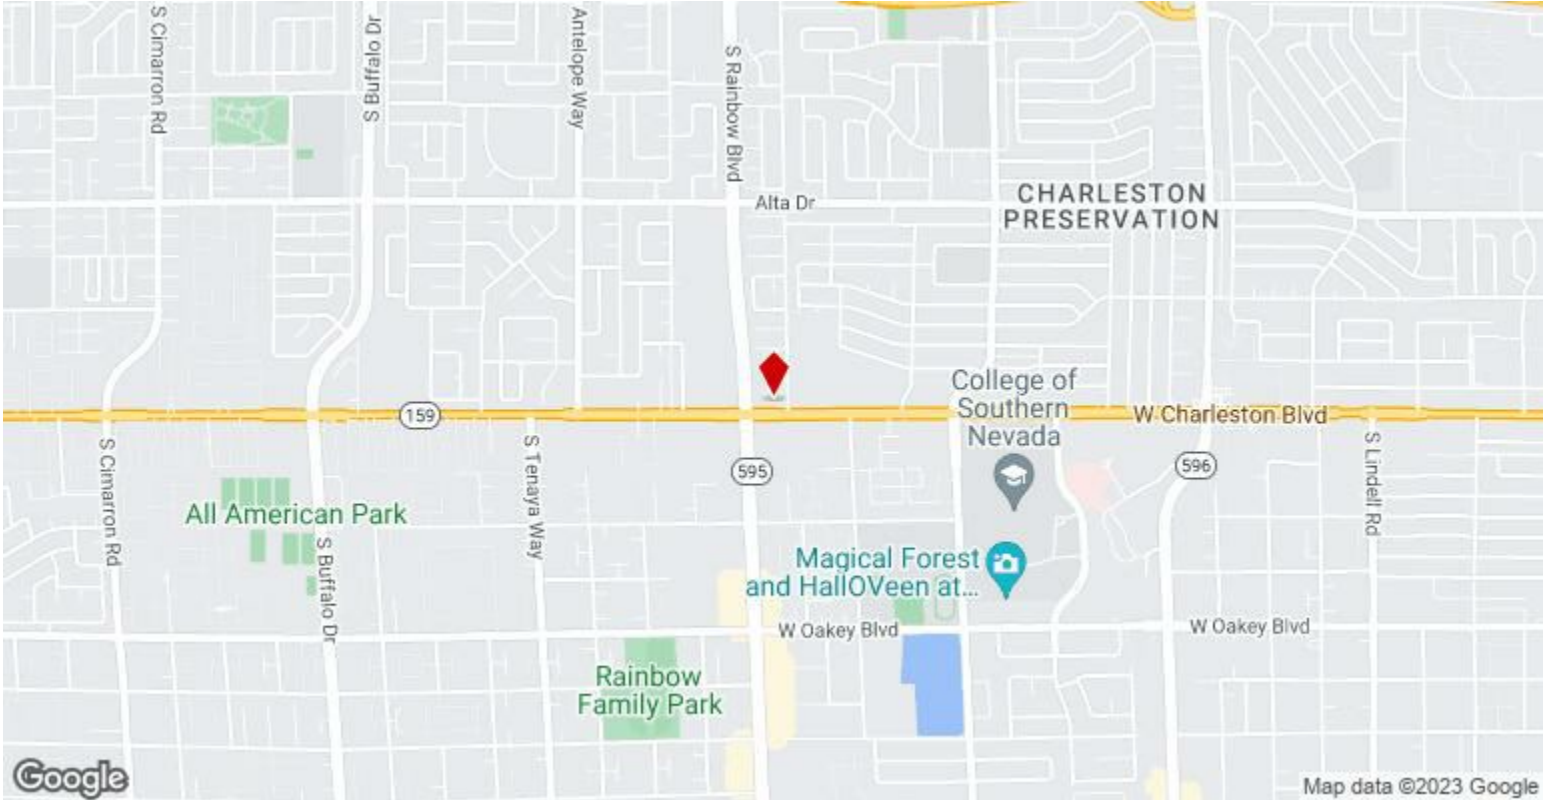 S Cimarron Rd
S Buffalo Dr
Antelope Way
S Rainbow Blvd
Alta Dr
CHARLESTON
PRESERVATION
College of
Southern
Nevada
159
W Charleston Blvd
S Cimarron Rd
S Tenaya Way
595
596
S Lindell Rd
All American Park
S Buffalo Dr
Magical Forest
and HallOVeen at...
W Oakey Blvd
W Oakey Blvd
Rainbow
Family Park
Google
Map data ©2023 Google